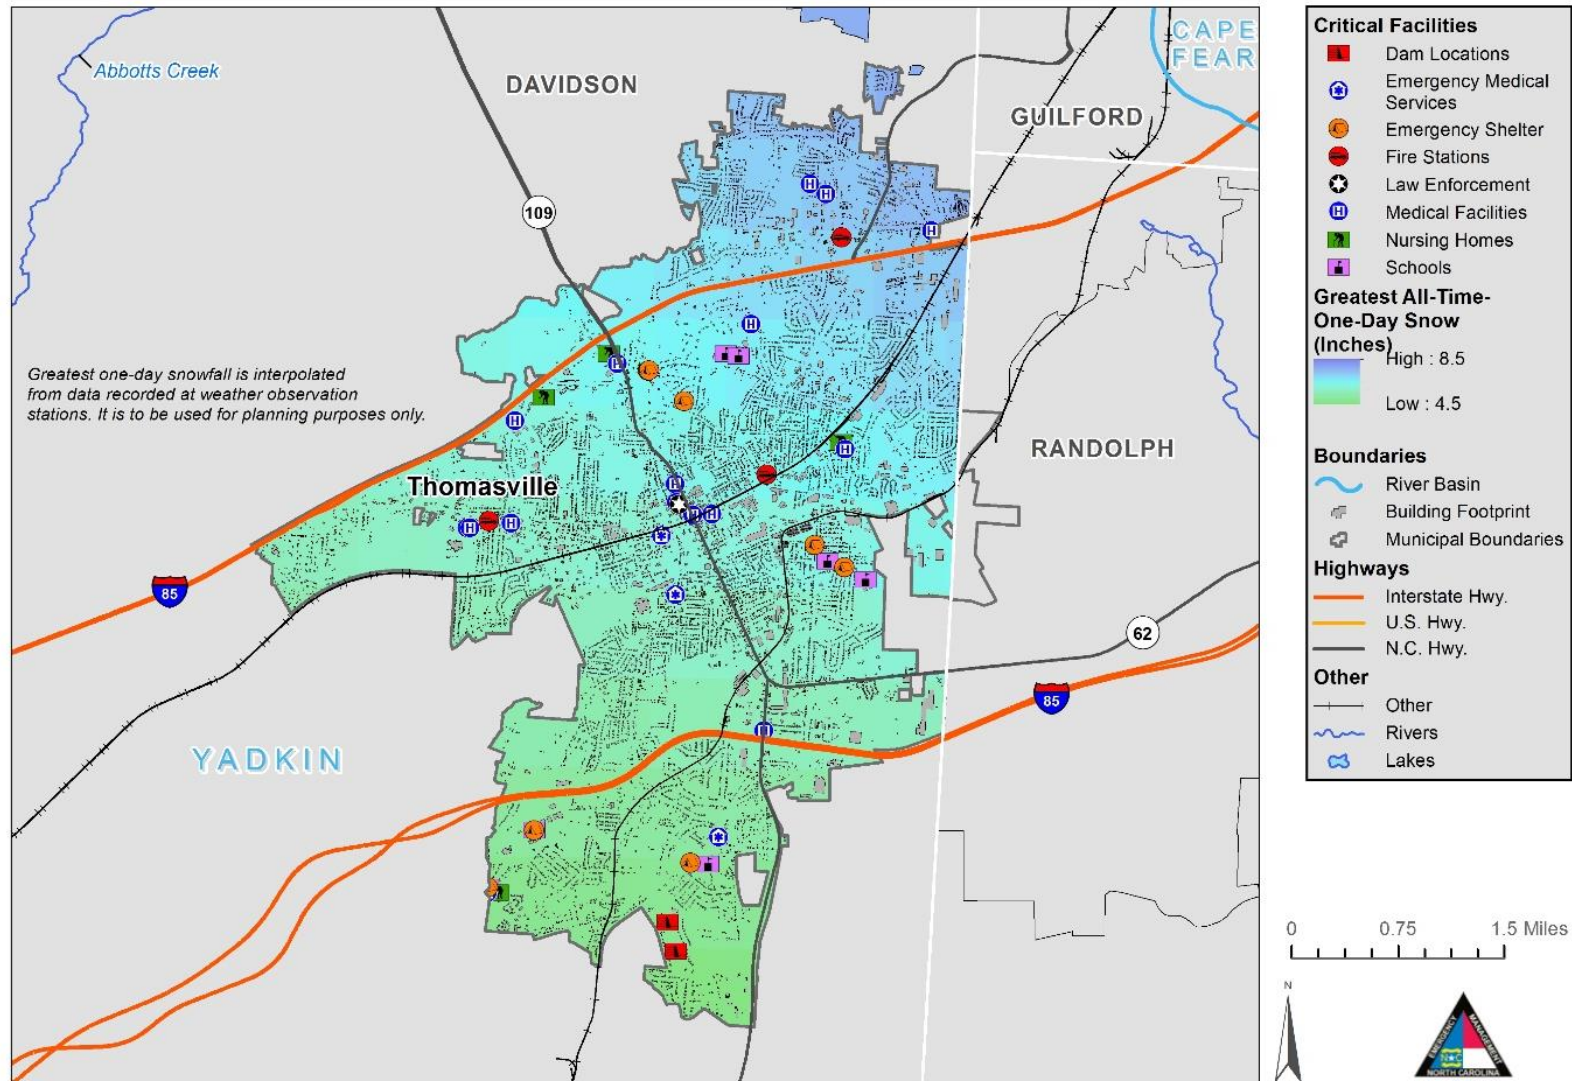 Abbotts Creek
DAVIDSON
CAPE
FEAR
GUILFORD
109
Greatest one-day snowfall is interpolated
from data recorded at weather observation
stations. It is to be used for planning purposes only.
RANDOLPH
Thomasville
85
62
85
YADKIN
Critical Facilities
Dam Locations
Emergency Medical
Services
Emergency Shelter
Fire Stations
Law Enforcement
H Medical Facilities
Nursing Homes
Schools
Greatest All-Time-
One-Day Snow
(Inches)
High : 8.5
Low : 4.5
Boundaries
River Basin
Building Footprint
Municipal Boundaries
Highways
Interstate Hwy.
U.S. Hwy.
N.C. Hwy.
Other
Other
Rivers
Lakes
0 0.75 1.5 Miles
N
EMERGENCY
MANAGEMENT
NORTH CAROLINA